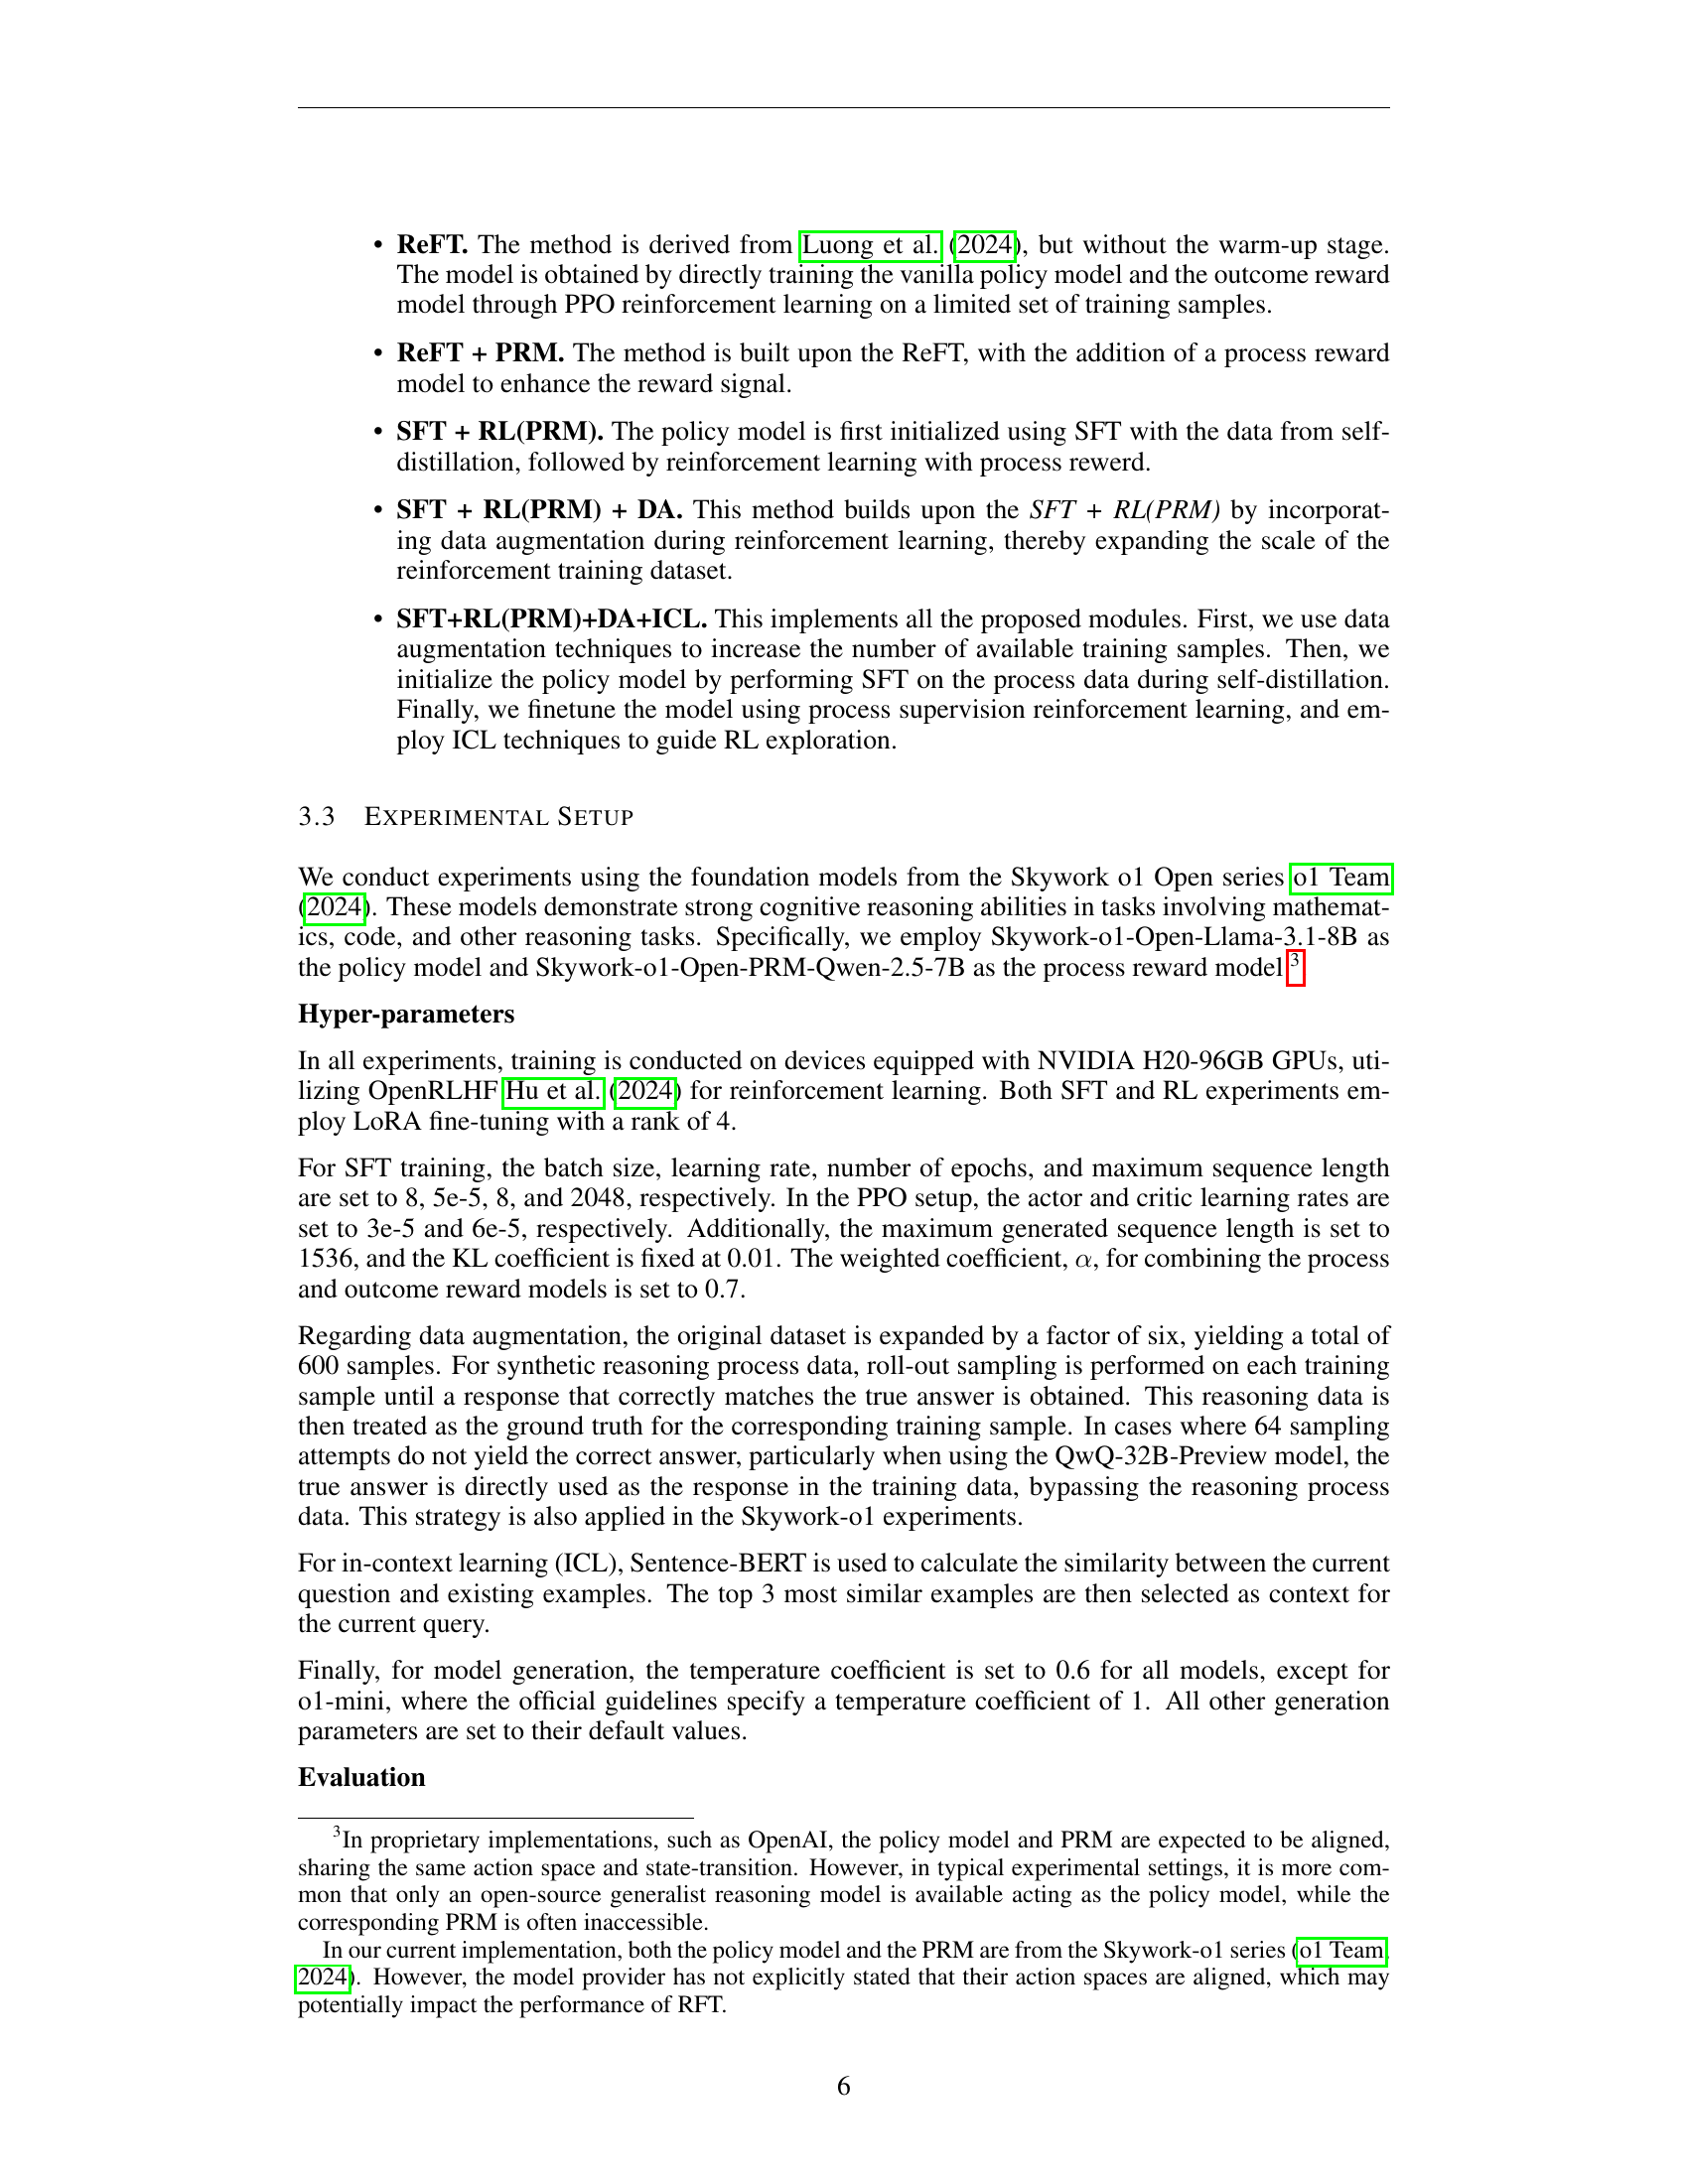 • ReFT. The method is derived from Luong et al. (2024), but without the warm-up stage.
The model is obtained by directly training the vanilla policy model and the outcome reward
model through PPO reinforcement learning on a limited set of training samples.
• ReFT + PRM. The method is built upon the ReFT, with the addition of a process reward
model to enhance the reward signal.
• SFT + RL(PRM). The policy model is first initialized using SFT with the data from self-
distillation, followed by reinforcement learning with process rewerd.
• SFT + RL(PRM) + DA. This method builds upon the SFT + RL(PRM) by incorporat-
ing data augmentation during reinforcement learning, thereby expanding the scale of the
reinforcement training dataset.
• SFT+RL(PRM)+DA+ICL. This implements all the proposed modules. First, we use data
augmentation techniques to increase the number of available training samples. Then, we
initialize the policy model by performing SFT on the process data during self-distillation.
Finally, we finetune the model using process supervision reinforcement learning, and em-
ploy ICL techniques to guide RL exploration.
3.3 EXPERIMENTAL SETUP
We conduct experiments using the foundation models from the Skywork o1 Open series o1 Team
(2024). These models demonstrate strong cognitive reasoning abilities in tasks involving mathemat-
ics, code, and other reasoning tasks. Specifically, we employ Skywork-o1-Open-Llama-3.1-8B as
the policy model and Skywork-o1-Open-PRM-Qwen-2.5-7B as the process reward model 3
Hyper-parameters
In all experiments, training is conducted on devices equipped with NVIDIA H20-96GB GPUs, uti-
lizing OpenRLHF Hu et al. (2024) for reinforcement learning. Both SFT and RL experiments em-
ploy LoRA fine-tuning with a rank of 4.
For SFT training, the batch size, learning rate, number of epochs, and maximum sequence length
are set to 8, 5e-5, 8, and 2048, respectively. In the PPO setup, the actor and critic learning rates are
set to 3e-5 and 6e-5, respectively. Additionally, the maximum generated sequence length is set to
1536, and the KL coefficient is fixed at 0.01. The weighted coefficient, α, for combining the process
and outcome reward models is set to 0.7.
Regarding data augmentation, the original dataset is expanded by a factor of six, yielding a total of
600 samples. For synthetic reasoning process data, roll-out sampling is performed on each training
sample until a response that correctly matches the true answer is obtained. This reasoning data is
then treated as the ground truth for the corresponding training sample. In cases where 64 sampling
attempts do not yield the correct answer, particularly when using the QwQ-32B-Preview model, the
true answer is directly used as the response in the training data, bypassing the reasoning process
data. This strategy is also applied in the Skywork-o1 experiments.
For in-context learning (ICL), Sentence-BERT is used to calculate the similarity between the current
question and existing examples. The top 3 most similar examples are then selected as context for
the current query.
Finally, for model generation, the temperature coefficient is set to 0.6 for all models, except for
o1-mini, where the official guidelines specify a temperature coefficient of 1. All other generation
parameters are set to their default values.
Evaluation
3In proprietary implementations, such as OpenAI, the policy model and PRM are expected to be aligned,
sharing the same action space and state-transition. However, in typical experimental settings, it is more com-
mon that only an open-source generalist reasoning model is available acting as the policy model, while the
corresponding PRM is often inaccessible.
In our current implementation, both the policy model and the PRM are from the Skywork-o1 series (o1 Team,
2024). However, the model provider has not explicitly stated that their action spaces are aligned, which may
potentially impact the performance of RFT.
6